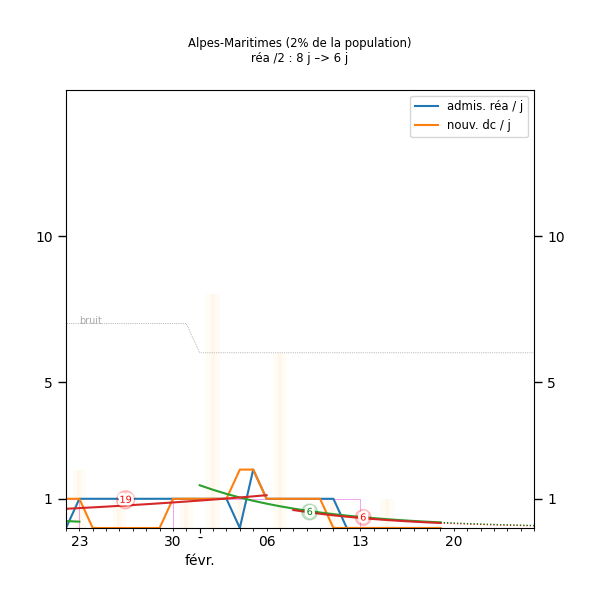 Alpes-Maritimes (2% de la population)
réa /2 : 8 j –> 6 j
admis. réa / j
nouv. dc / j
10
10
bruit
5
5
1
19
6
6
1
23
30
-
06
13
20
févr.